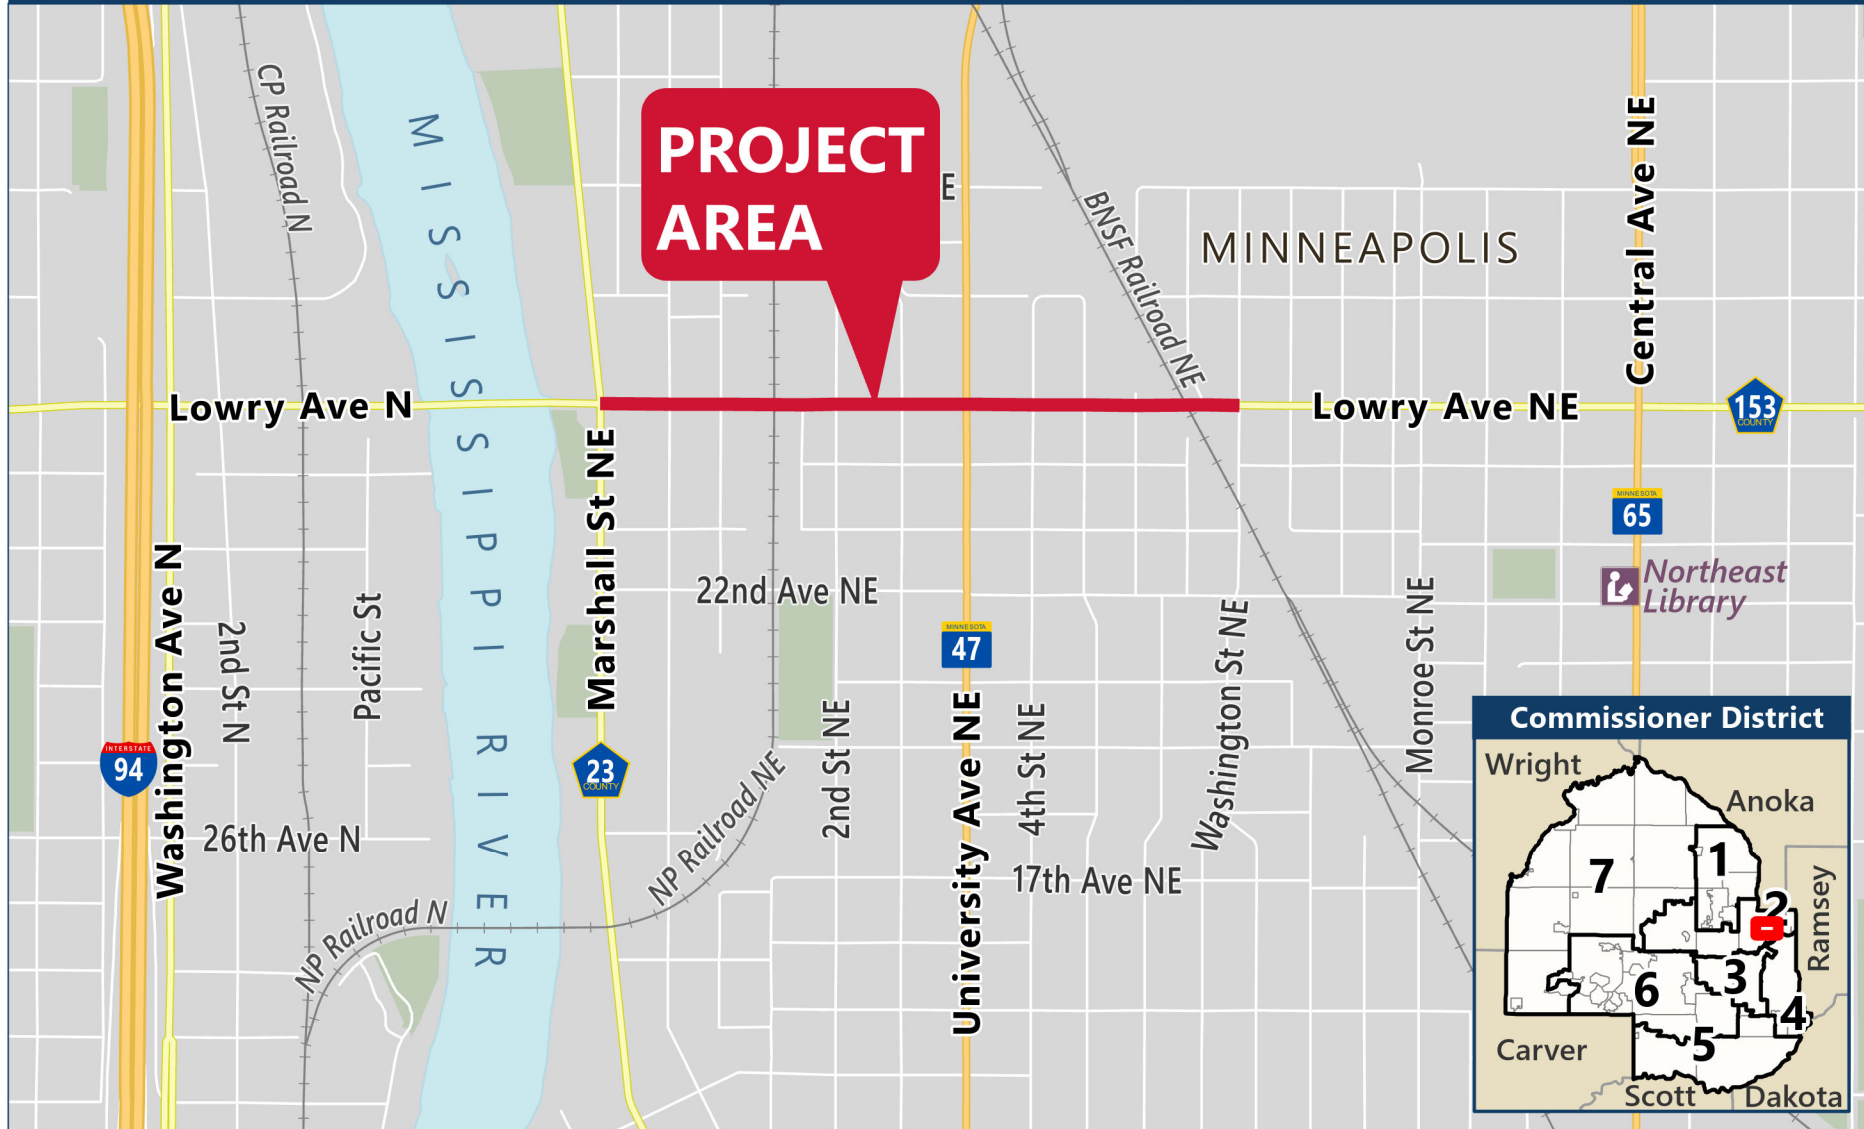 CP Railroad N
MISSISSIPPI RIVER
PROJECT
AREA
E
BNSF Railroad NE
MINNEAPOLIS
Central Ave NE
Lowry Ave N
Lowry Ave NE
153
COUNTY
Marshall St NE
MINNESOTA
65
Northeast
Library
Washington Ave N
2nd St N
Pacific St
22nd Ave NE
MINNESOTA
47
Washington St NE
Monroe St NE
INTERSTATE
94
23
COUNTY
2nd St NE
University Ave NE
4th St NE
26th Ave N
NP Railroad NE
17th Ave NE
NP Railroad N
Commissioner District
Wright
Anoka
7
1
2
Ramsey
6
3
4
Carver
5
Scott
Dakota